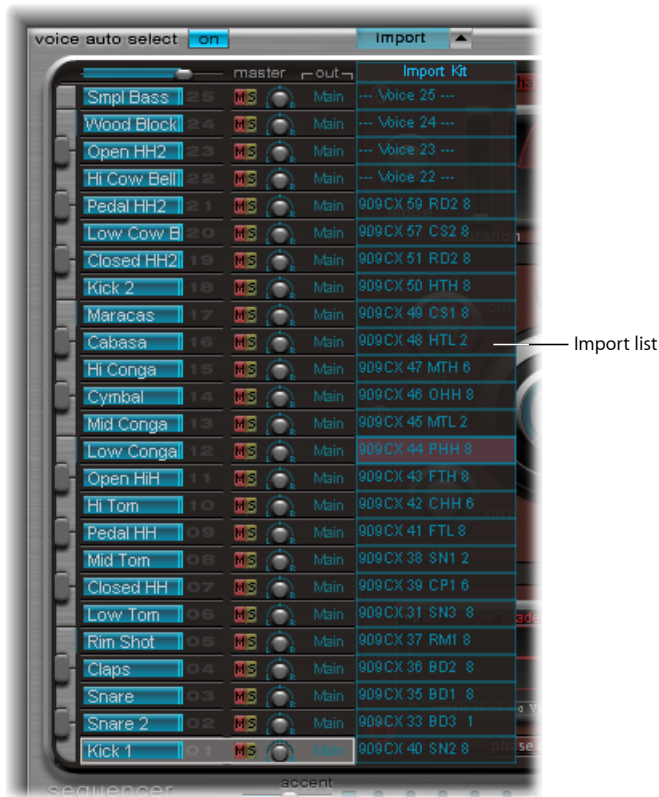 voice auto select on Import
master out Import Kit
Smpl Bass 25 M S Main --- Voice 25 ---
Wood Block 24 M S Main --- Voice 24 ---
Open HH2 23 M S Main --- Voice 23 ---
Hi Cow Bell 22 M S Main --- Voice 22 ---
Pedal HH2 21 M S Main 909CX 59 RD2 8
Low Cow B 20 M S Main 909CX 57 CS2 8
Closed HH2 19 M S Main 909CX 51 RD2 8
Kick 2 18 M S Main 909CX 50 HTH 8
Maracas 17 M S Main 909CX 49 CS1 8
Cabasa 16 M S Main 909CX 48 HTL 2
Import list
Hi Conga 15 M S Main 909CX 47 MTH 6
Cymbal 14 M S Main 909CX 46 OHH 8
Mid Conga 13 M S Main 909CX 45 MTL 2
Low Conga 12 M S Main 909CX 44 PHH 8
Open HiH 11 M S Main 909CX 43 FTH 8
Hi Tom 10 M S Main 909CX 42 CHH 6
Pedal HH 09 M S Main 909CX 41 FTL 8
Mid Tom 08 M S Main 909CX 38 SN1 2
Closed HH 07 M S Main 909CX 39 CP1 6
Low Tom 06 M S Main 909CX 31 SN3 8
Rim Shot 05 M S Main 909CX 37 RM1 8
Claps 04 M S Main 909CX 36 BD2 8
Snare 03 M S Main 909CX 35 BD1 8
Snare 2 02 M S Main 909CX 33 BD3 1
Kick 1 01 M S Main 909CX 40 SN2 8
sequencer accent